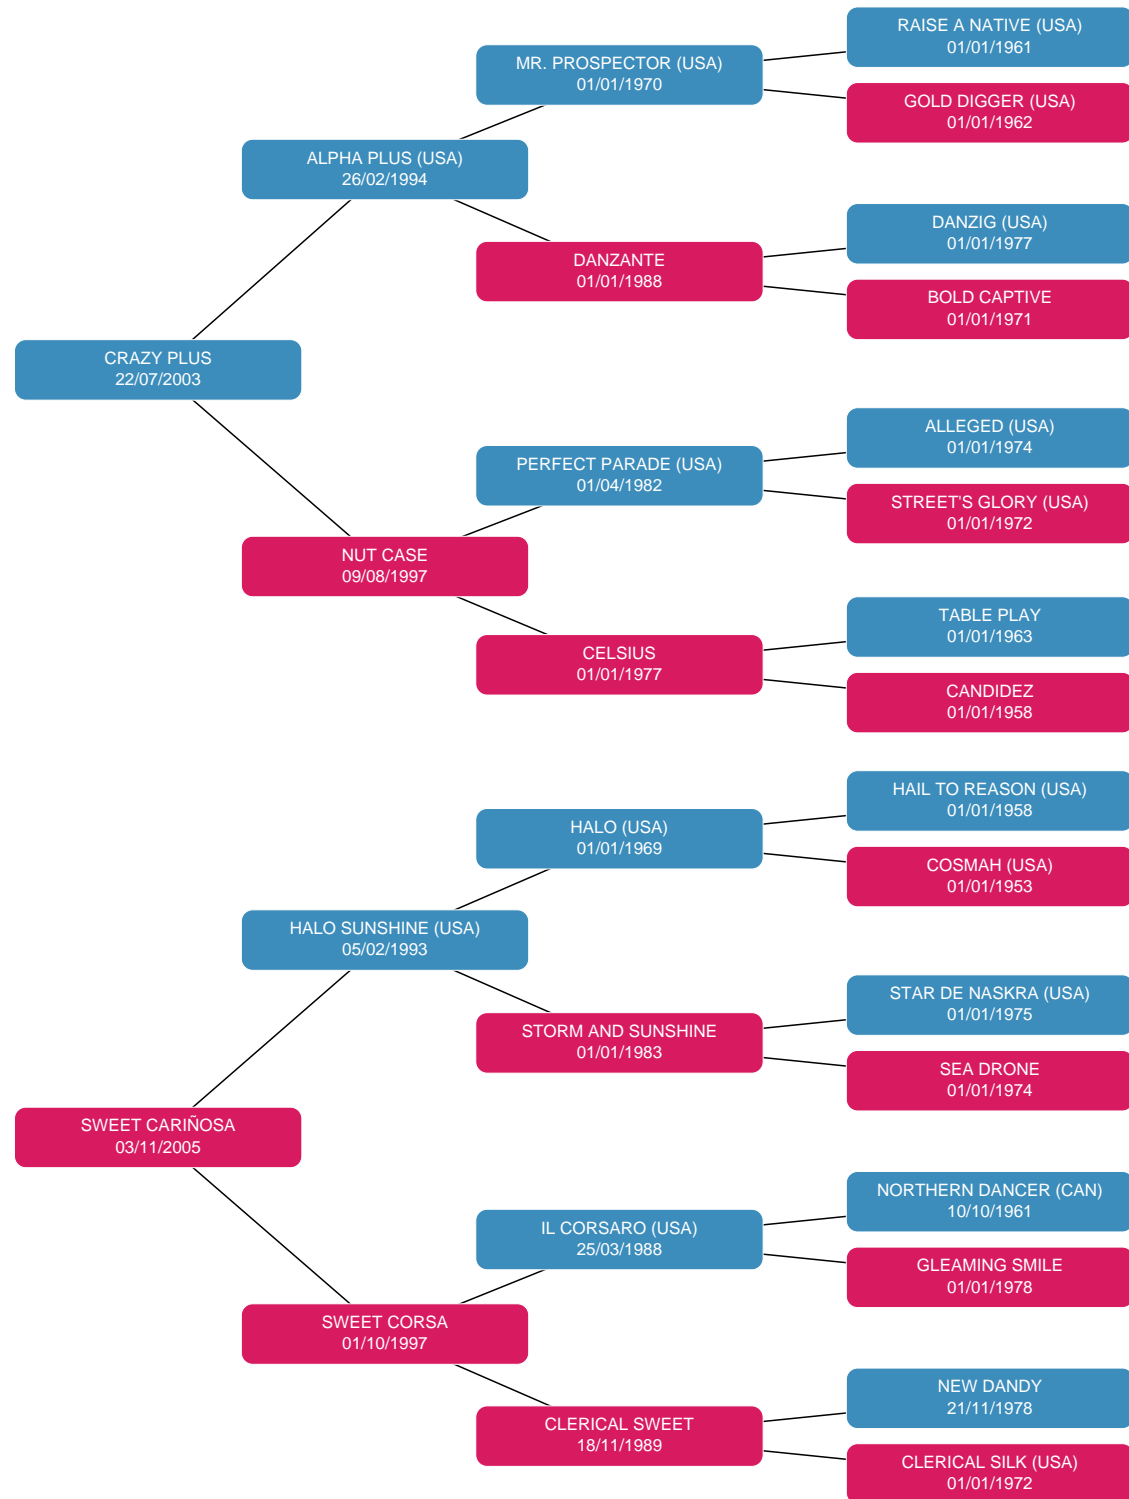 RAISE A NATIVE (USA)
01/01/1961
MR. PROSPECTOR (USA)
01/01/1970
GOLD DIGGER (USA)
01/01/1962
ALPHA PLUS (USA)
26/02/1994
DANZIG (USA)
01/01/1977
DANZANTE
01/01/1988
BOLD CAPTIVE
01/01/1971
CRAZY PLUS
22/07/2003
ALLEGED (USA)
01/01/1974
PERFECT PARADE (USA)
01/04/1982
STREET'S GLORY (USA)
01/01/1972
NUT CASE
09/08/1997
TABLE PLAY
01/01/1963
CELSIUS
01/01/1977
CANDIDEZ
01/01/1958
HAIL TO REASON (USA)
01/01/1958
HALO (USA)
01/01/1969
COSMAH (USA)
01/01/1953
HALO SUNSHINE (USA)
05/02/1993
STAR DE NASKRA (USA)
01/01/1975
STORM AND SUNSHINE
01/01/1983
SEA DRONE
01/01/1974
SWEET CARIÑOSA
03/11/2005
NORTHERN DANCER (CAN)
10/10/1961
IL CORSARO (USA)
25/03/1988
GLEAMING SMILE
01/01/1978
SWEET CORSA
01/10/1997
NEW DANDY
21/11/1978
CLERICAL SWEET
18/11/1989
CLERICAL SILK (USA)
01/01/1972